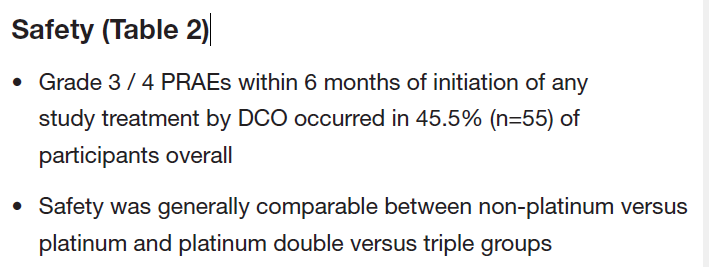 Safety (Table 2)
• Grade 3 / 4 PRAEs within 6 months of initiation of any
study treatment by DCO occurred in 45.5% (n=55) of
participants overall
• Safety was generally comparable between non-platinum versus
platinum and platinum double versus triple groups